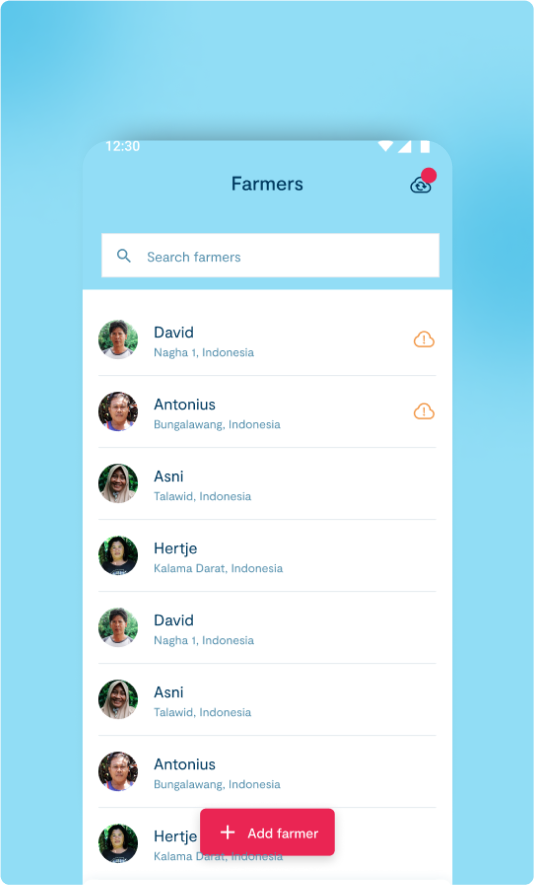 12:30
Farmers
Search farmers
David
Nagha 1, Indonesia
Antonius
Bungalawang, Indonesia
Asni
Talawid, Indonesia
Hertje
Kalama Darat, Indonesia
David
Nagha 1, Indonesia
Asni
Talawid, Indonesia
Antonius
Bungalawang, Indonesia
Hertje
Add farmer
Kalama Darat, Indonesia